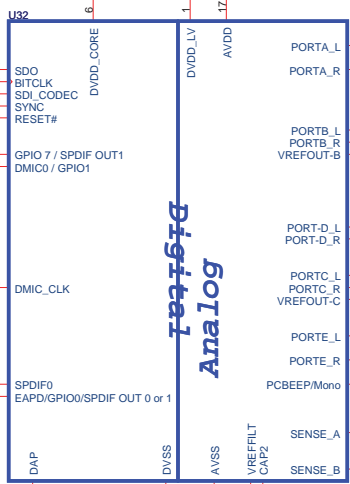 U32
6
1
17
DVDD_CORE
DVDD_LV
AVDD
SDO
BITCLK
SDI_CODEC
SYNC
RESET#
GPIO 7 / SPDIF OUT1
DMIC0 / GPIO1
DMIC_CLK
SPDIF0
EAPD/GPIO0/SPDIF OUT 0 or 1
DAP
DVSS
Digital
Analog
PORTA_L
PORTA_R
PORTB_L
PORTB_R
VREFOUT-B
PORT-D_L
PORT-D_R
PORTC_L
PORTC_R
VREFOUT-C
PORTE_L
PORTE_R
PCBEEP/Mono
SENSE_A
SENSE_B
AVSS
VREFFILT
CAP2